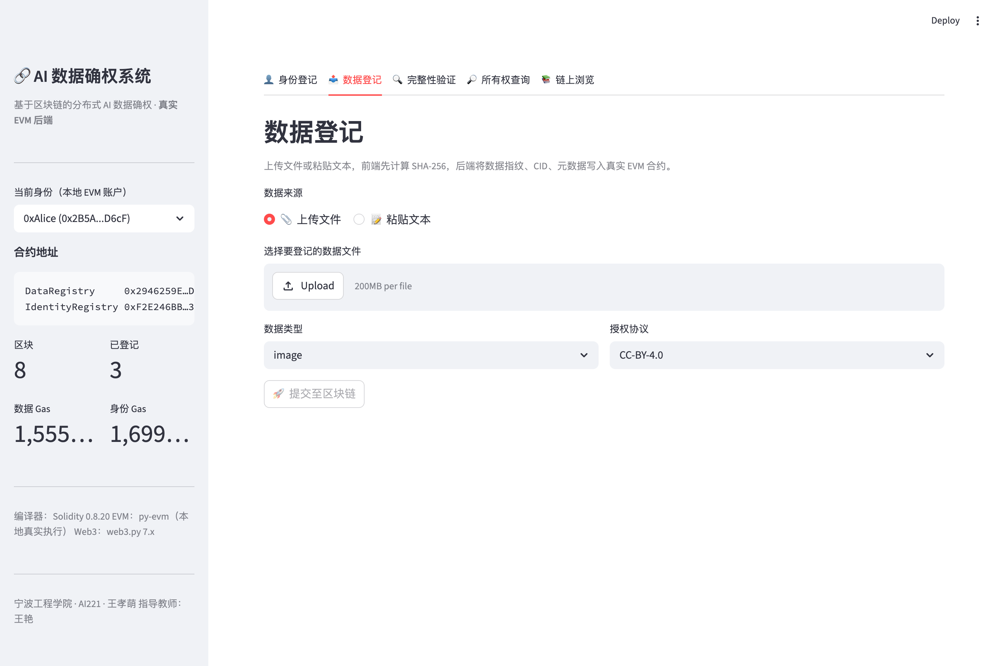 Deploy
🔗 AI 数据确权系统
基于区块链的分布式 AI 数据确权 · 真实
EVM 后端
当前身份（本地 EVM 账户）
0xAlice (0x2B5A...D6cF)
合约地址
DataRegistry 0x2946259E…D
IdentityRegistry 0xF2E246BB…3
区块
已登记
8
3
数据 Gas
身份 Gas
1,555…
1,699…
编译器：Solidity 0.8.20 EVM：py-evm（本
地真实执行） Web3：web3.py 7.x
宁波工程学院 · AI221 · 王孝萌 指导教师：
王艳
👤 身份登记 📤 数据登记 🔍 完整性验证 🔎 所有权查询 📚 链上浏览
数据登记
上传文件或粘贴文本，前端先计算 SHA-256，后端将数据指纹、CID、元数据写入真实 EVM 合约。
数据来源
📎 上传文件 📝 粘贴文本
选择要登记的数据文件
Upload 200MB per file
数据类型
授权协议
image
CC-BY-4.0
🚀 提交至区块链